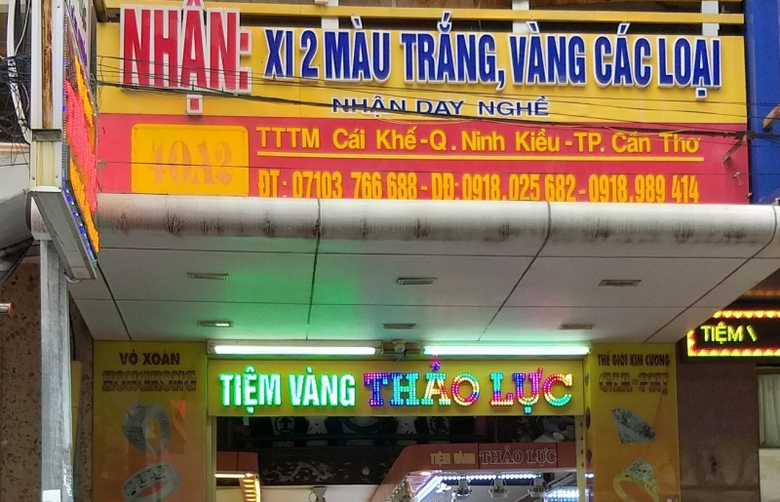 NHẬN: XI 2 MÀU TRẮNG, VÀNG CÁC LOẠI
NHẬN DẠY NGHỀ
40A2
TTTM Cái Khế-Q. Ninh Kiều-TP. Cần Thơ
ĐT: 07103 766 688 - DĐ: 0918 025 682 - 0918 989 414
TIỆM V
VỎ XOÀN
HONGKONG
TIỆM VÀNG THẢO LỰC
THẾ GIỚI KIM CƯƠNG
TIỆM VÀNG THẢO LỰC